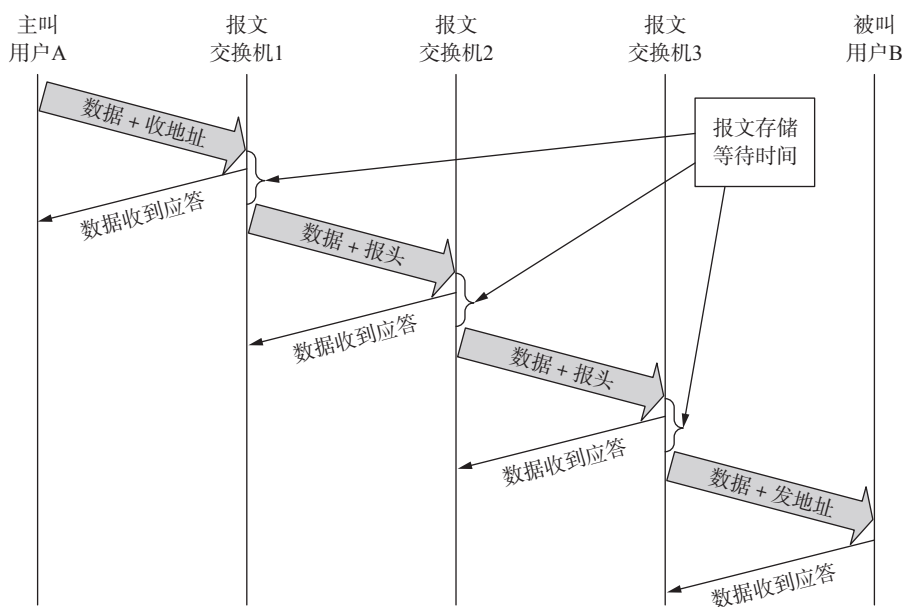 主叫
用户A
报文
交换机1
报文
交换机2
报文
交换机3
被叫
用户B
数据 + 收地址
报文存储
等待时间
数据收到应答
数据 + 报头
数据收到应答
数据 + 报头
数据收到应答
数据 + 发地址
数据收到应答